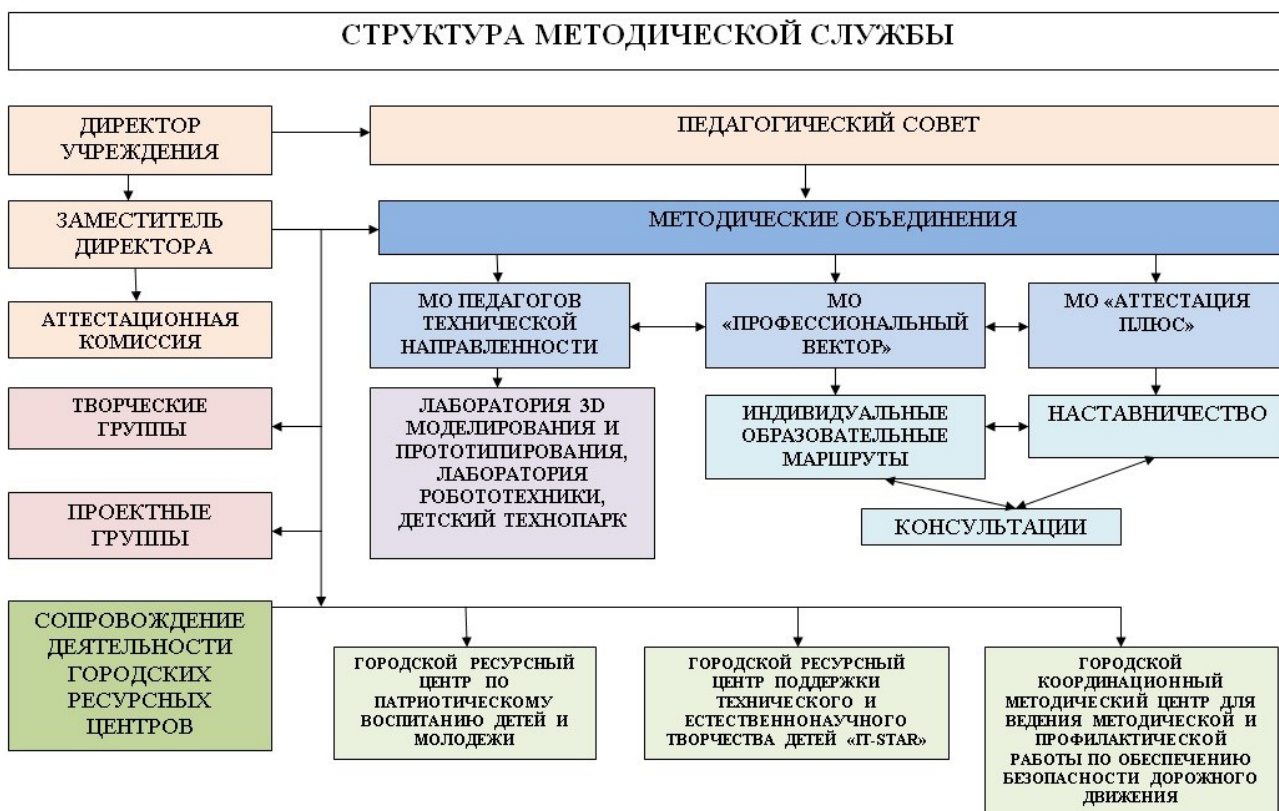 СТРУКТУРА МЕТОДИЧЕСКОЙ СЛУЖБЫ
ДИРЕКТОР
УЧРЕЖДЕНИЯ
ПЕДАГОГИЧЕСКИЙ СОВЕТ
ЗАМЕСТИТЕЛЬ
ДИРЕКТОРА
МЕТОДИЧЕСКИЕ ОБЪЕДИНЕНИЯ
АТТЕСТАЦИОННАЯ
КОМИССИЯ
МО ПЕДАГОГОВ
ТЕХНИЧЕСКОЙ
НАПРАВЛЕННОСТИ
МО
«ПРОФЕССИОНАЛЬНЫЙ
ВЕКТОР»
МО «АТТЕСТАЦИЯ
ПЛЮС»
ТВОРЧЕСКИЕ
ГРУППЫ
ЛАБОРАТОРИЯ 3D
МОДЕЛИРОВАНИЯ И
ПРОТОТИПИРОВАНИЯ,
ЛАБОРАТОРИЯ
РОБОТОТЕХНИКИ,
ДЕТСКИЙ ТЕХНОПАРК
ИНДИВИДУАЛЬНЫЕ
ОБРАЗОВАТЕЛЬНЫЕ
МАРШРУТЫ
НАСТАВНИЧЕСТВО
ПРОЕКТНЫЕ
ГРУППЫ
КОНСУЛЬТАЦИИ
СОПРОВОЖДЕНИЕ
ДЕЯТЕЛЬНОСТИ
ГОРОДСКИХ
РЕСУРСНЫХ
ЦЕНТРОВ
ГОРОДСКОЙ РЕСУРСНЫЙ
ЦЕНТР ПО
ПАТРИОТИЧЕСКОМУ
ВОСПИТАНИЮ ДЕТЕЙ И
МОЛОДЕЖИ
ГОРОДСКОЙ РЕСУРСНЫЙ
ЦЕНТР ПОДДЕРЖКИ
ТЕХНИЧЕСКОГО И
ЕСТЕСТВЕННОНАУЧНОГО
ТВОРЧЕСТВА ДЕТЕЙ «IT-STAR»
ГОРОДСКОЙ
КООРДИНАЦИОННЫЙ
МЕТОДИЧЕСКИЙ ЦЕНТР ДЛЯ
ВЕДЕНИЯ МЕТОДИЧЕСКОЙ И
ПРОФИЛАКТИЧЕСКОЙ
РАБОТЫ ПО ОБЕСПЕЧЕНИЮ
БЕЗОПАСНОСТИ ДОРОЖНОГО
ДВИЖЕНИЯ